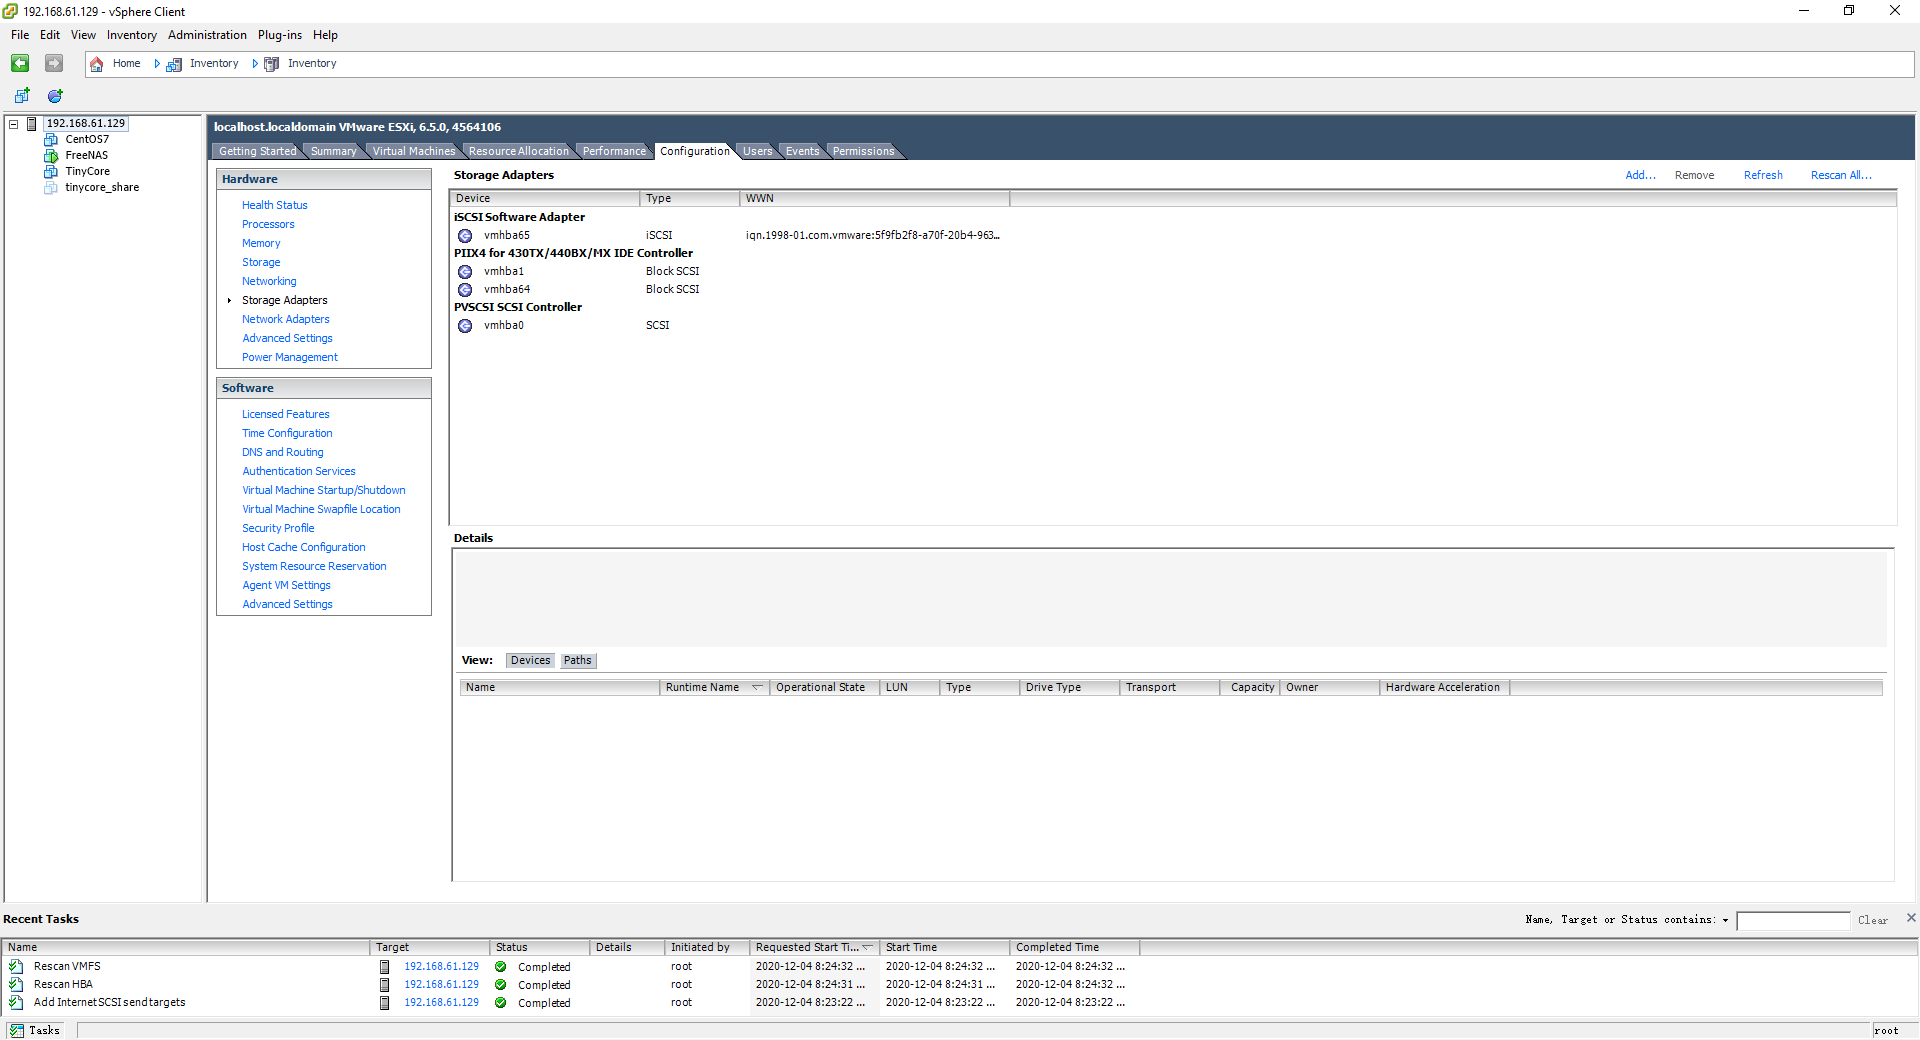 192.168.61.129 - vSphere Client
File Edit View Inventory Administration Plug-ins Help
Home Inventory Inventory
192.168.61.129
CentOS7
FreeNAS
TinyCore
tinycore_share
localhost.localdomain VMware ESXi, 6.5.0, 4564106
Getting Started Summary Virtual Machines Resource Allocation Performance Configuration Users Events Permissions
Hardware
Health Status
Processors
Memory
Storage
Networking
Storage Adapters
Network Adapters
Advanced Settings
Power Management
Software
Licensed Features
Time Configuration
DNS and Routing
Authentication Services
Virtual Machine Startup/Shutdown
Virtual Machine Swapfile Location
Security Profile
Host Cache Configuration
System Resource Reservation
Agent VM Settings
Advanced Settings
Storage Adapters Add... Remove Refresh Rescan All...
Device Type WWN
iSCSI Software Adapter
vmhba65 iSCSI iqn.1998-01.com.vmware:5f9fb2f8-a70f-20b4-963...
PIIX4 for 430TX/440BX/MX IDE Controller
vmhba1 Block SCSI
vmhba64 Block SCSI
PVSCSI SCSI Controller
vmhba0 SCSI
Details
View: Devices Paths
Name Runtime Name Operational State LUN Type Drive Type Transport Capacity Owner Hardware Acceleration
Recent Tasks Name, Target or Status contains: Clear
Name Target Status Details Initiated by Requested Start Ti... Start Time Completed Time
Rescan VMFS 192.168.61.129 Completed root 2020-12-04 8:24:32 ... 2020-12-04 8:24:32 ... 2020-12-04 8:24:32 ...
Rescan HBA 192.168.61.129 Completed root 2020-12-04 8:24:31 ... 2020-12-04 8:24:31 ... 2020-12-04 8:24:32 ...
Add InternetSCSI sendtargets 192.168.61.129 Completed root 2020-12-04 8:23:22 ... 2020-12-04 8:23:22 ... 2020-12-04 8:23:22 ...
Tasks root